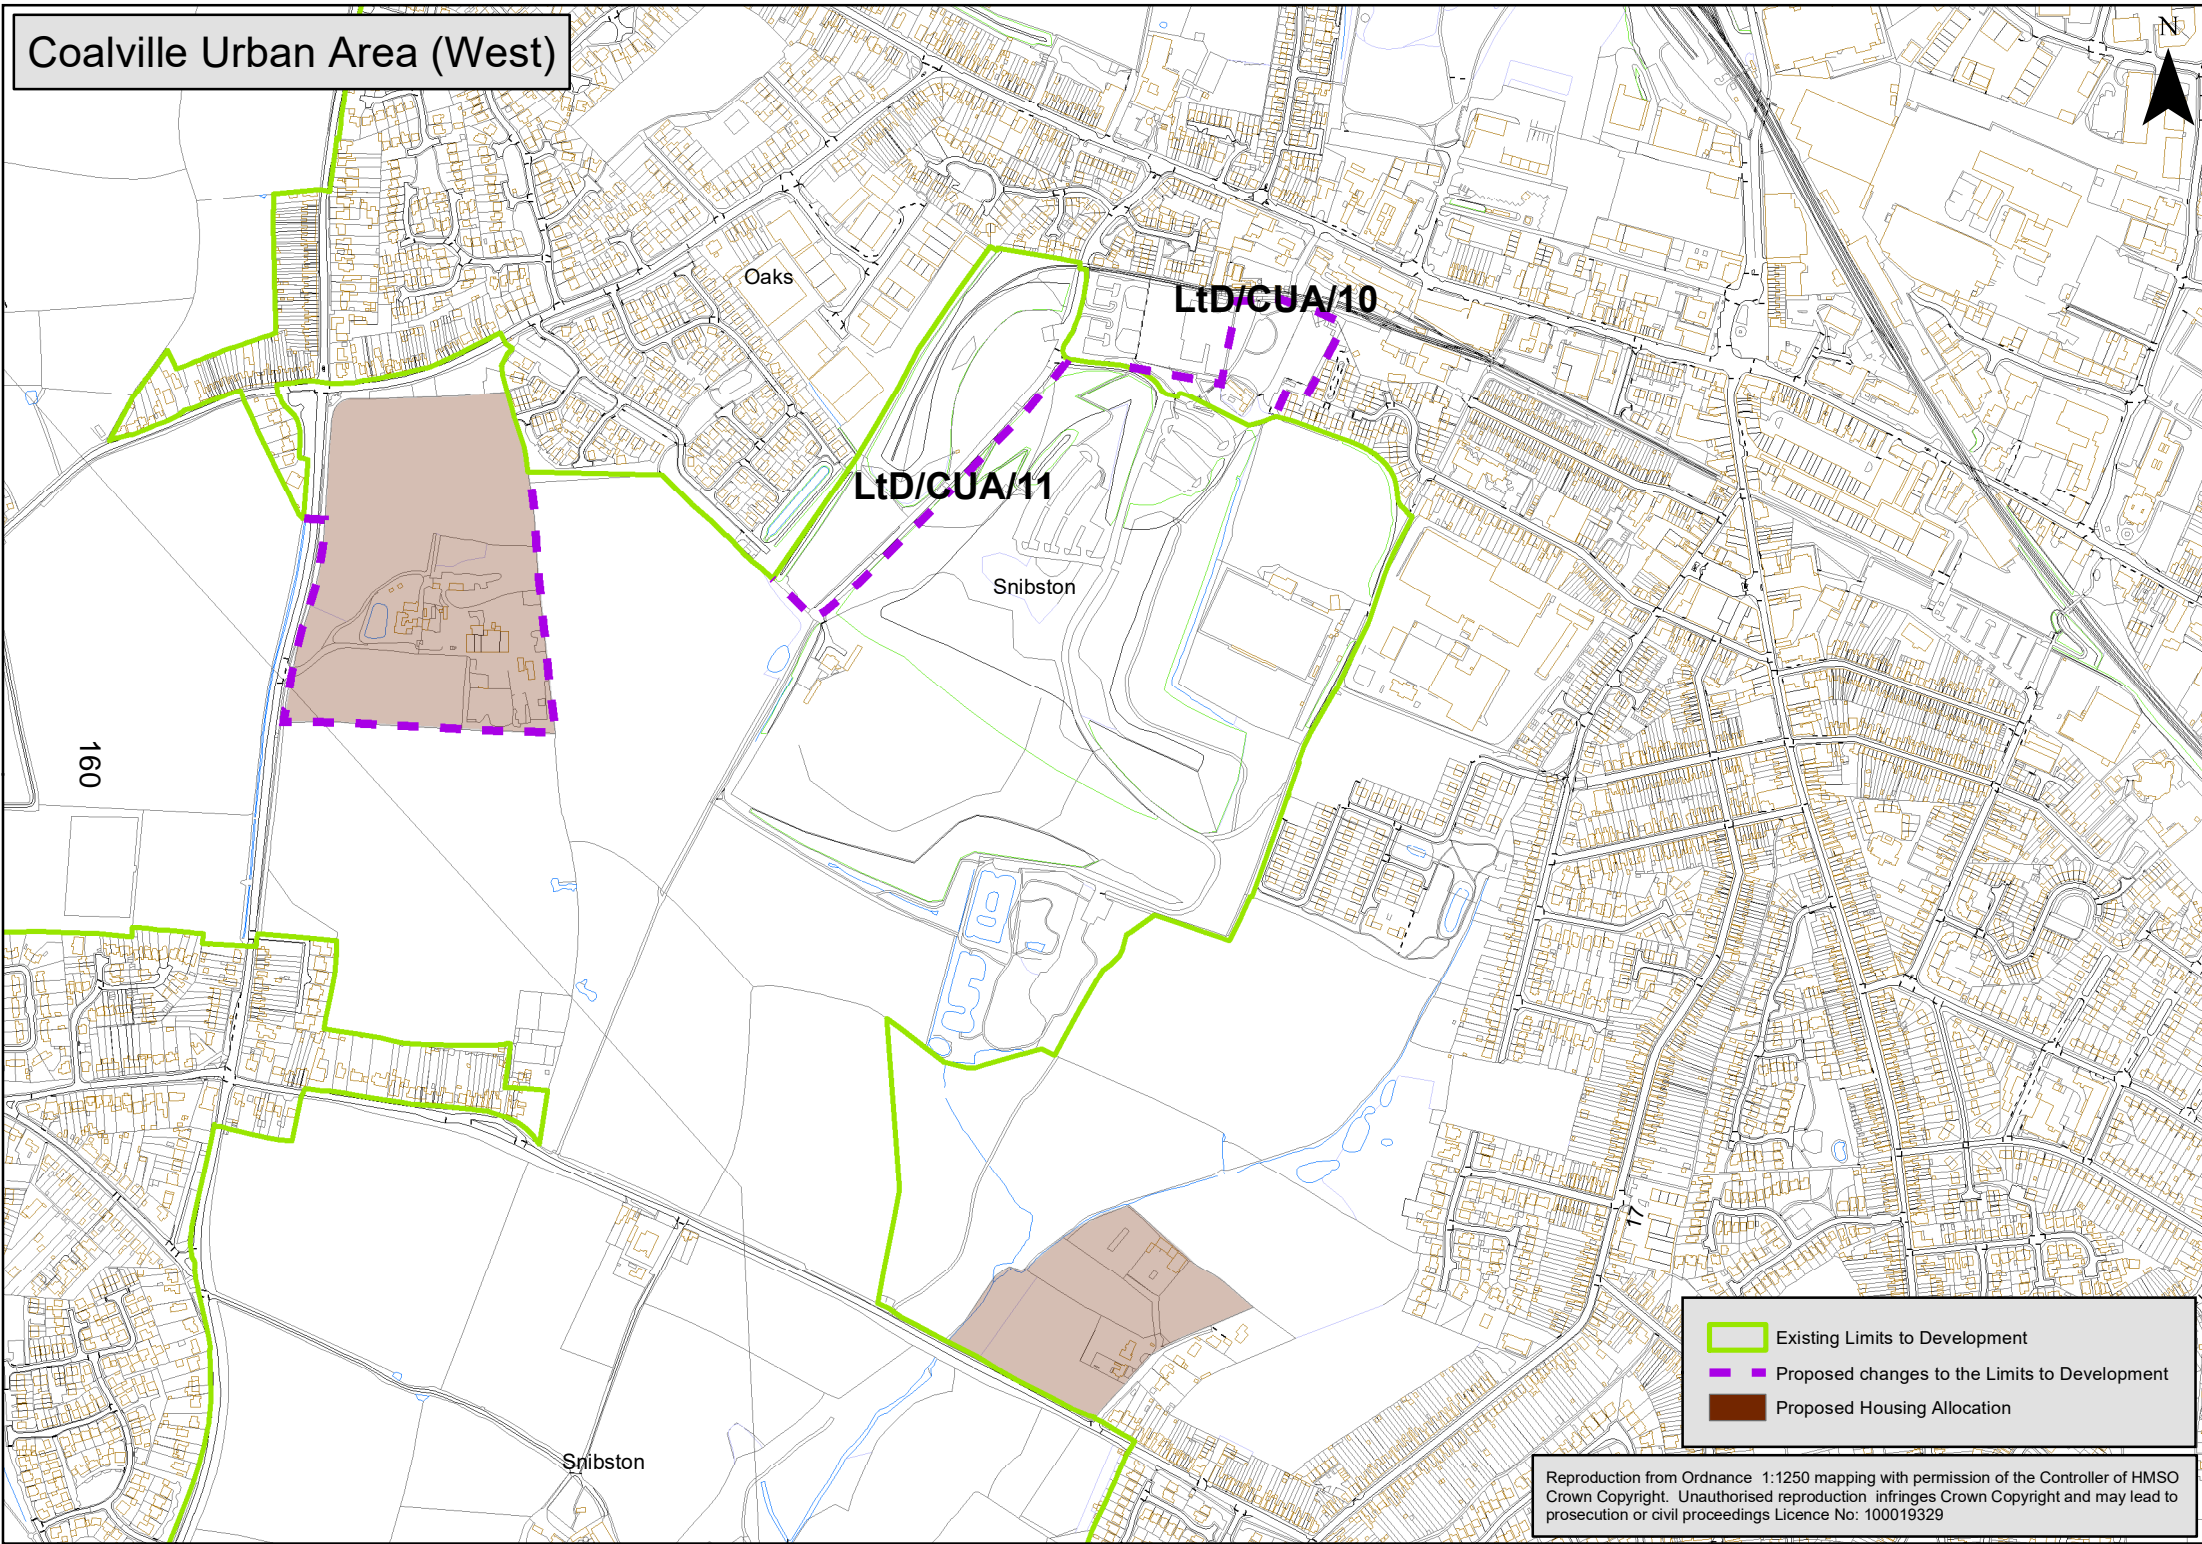 Coalville Urban Area (West)
N
Oaks
LtD/CUA/10
LtD/CUA/11
Snibston
160
17
Snibston
Existing Limits to Development
Proposed changes to the Limits to Development
Proposed Housing Allocation
Reproduction from Ordnance 1:1250 mapping with permission of the Controller of HMSO
Crown Copyright. Unauthorised reproduction infringes Crown Copyright and may lead to
prosecution or civil proceedings Licence No: 100019329